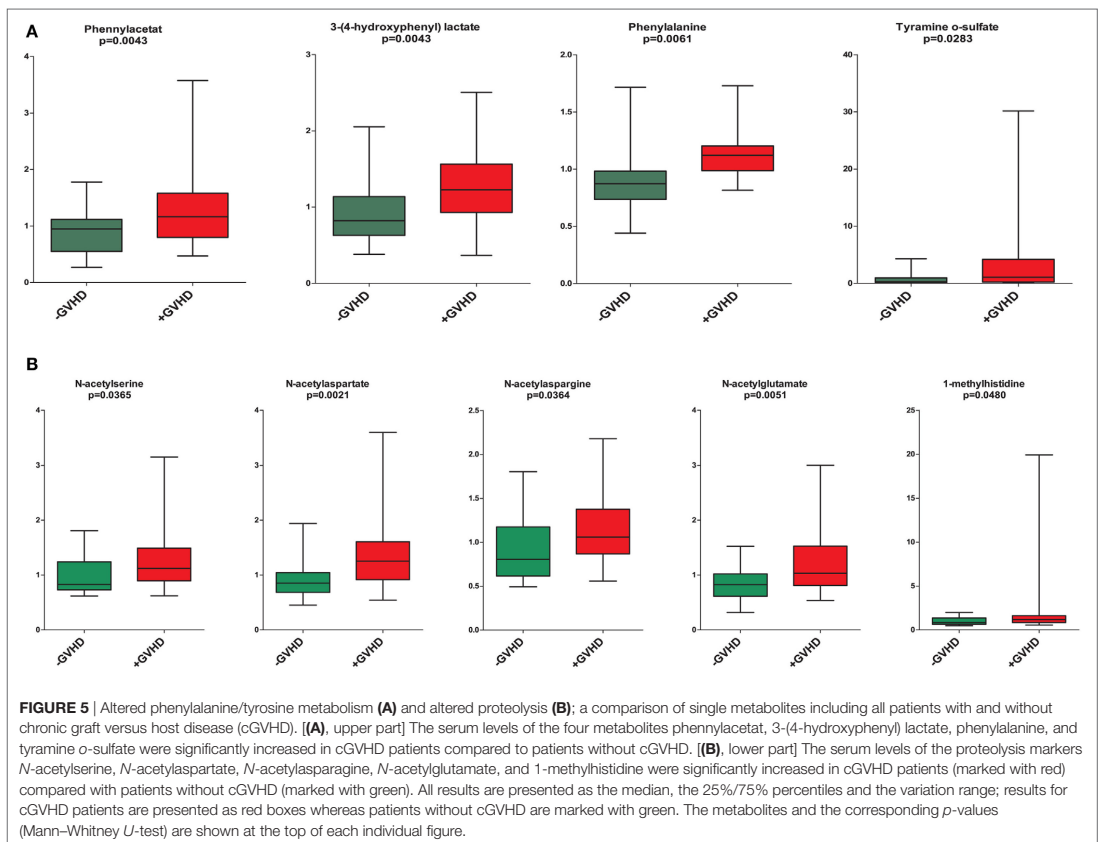 A
Phennylacetat
p=0.0043
4
3
2
1
0
-GVHD
+GVHD
3-(4-hydroxyphenyl) lactate
p=0.0043
3
2
1
0
-GVHD
+GVHD
Phenylalanine
p=0.0061
2.0
1.5
1.0
0.5
0.0
-GVHD
+GVHD
Tyramine o-sulfate
p=0.0283
40
30
20
10
0
-GVHD
+GVHD
B
N-acetylserine
p=0.0365
4
3
2
1
0
-GVHD
+GVHD
N-acetylaspartate
p=0.0021
4
3
2
1
0
-GVHD
+GVHD
N-acetylaspargine
p=0.0364
2.5
2.0
1.5
1.0
0.5
0.0
-GVHD
+GVHD
N-acetylglutamate
p=0.0051
4
3
2
1
0
-GVHD
+GVHD
1-methylhistidine
p=0.0480
25
20
15
10
5
0
-GVHD
+GVHD
FIGURE 5 | Altered phenylalanine/tyrosine metabolism (A) and altered proteolysis (B); a comparison of single metabolites including all patients with and without
chronic graft versus host disease (cGVHD). [(A), upper part] The serum levels of the four metabolites phennylacetat, 3-(4-hydroxyphenyl) lactate, phenylalanine, and
tyramine o-sulfate were significantly increased in cGVHD patients compared to patients without cGVHD. [(B), lower part] The serum levels of the proteolysis markers
N-acetylserine, N-acetylaspartate, N-acetylasparagine, N-acetylglutamate, and 1-methylhistidine were significantly increased in cGVHD patients (marked with red)
compared with patients without cGVHD (marked with green). All results are presented as the median, the 25%/75% percentiles and the variation range; results for
cGVHD patients are presented as red boxes whereas patients without cGVHD are marked with green. The metabolites and the corresponding p-values
(Mann–Whitney U-test) are shown at the top of each individual figure.